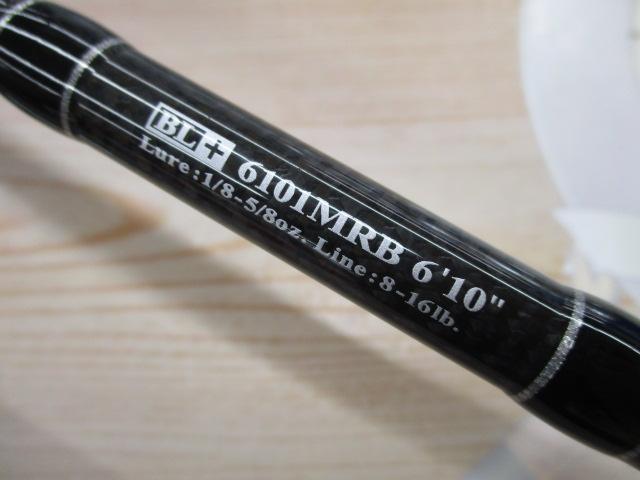 BL+ 6101MRB 6'10"
Lure:1/8-5/8oz. Line:8-16lb.